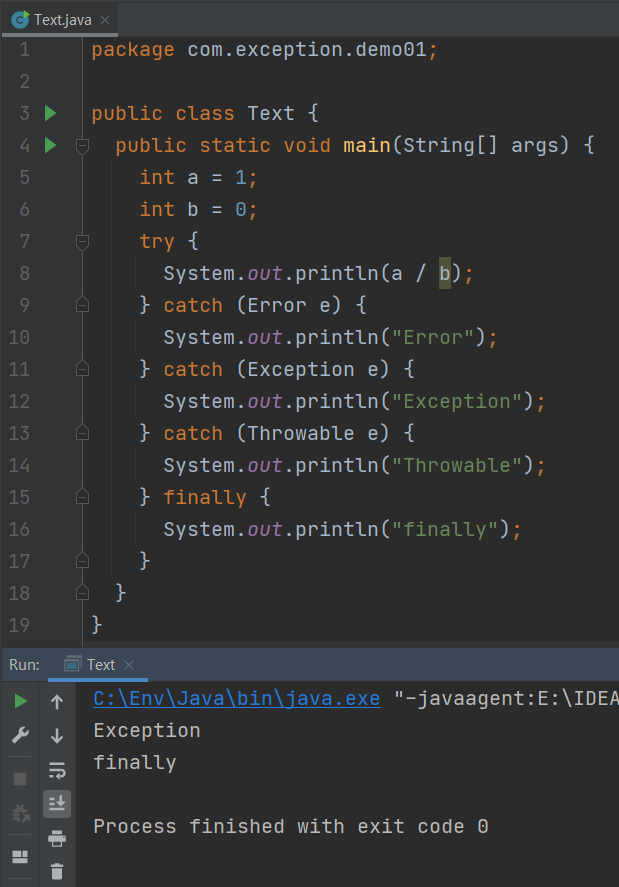 Text.java
1 package com.exception.demo01;
2
3 public class Text {
4 public static void main(String[] args) {
5 int a = 1;
6 int b = 0;
7 try {
8 System.out.println(a / b);
9 } catch (Error e) {
10 System.out.println("Error");
11 } catch (Exception e) {
12 System.out.println("Exception");
13 } catch (Throwable e) {
14 System.out.println("Throwable");
15 } finally {
16 System.out.println("finally");
17 }
18 }
19 }
Run: Text
C:\Env\Java\bin\java.exe "-javaagent:E:\IDEA
Exception
finally
Process finished with exit code 0